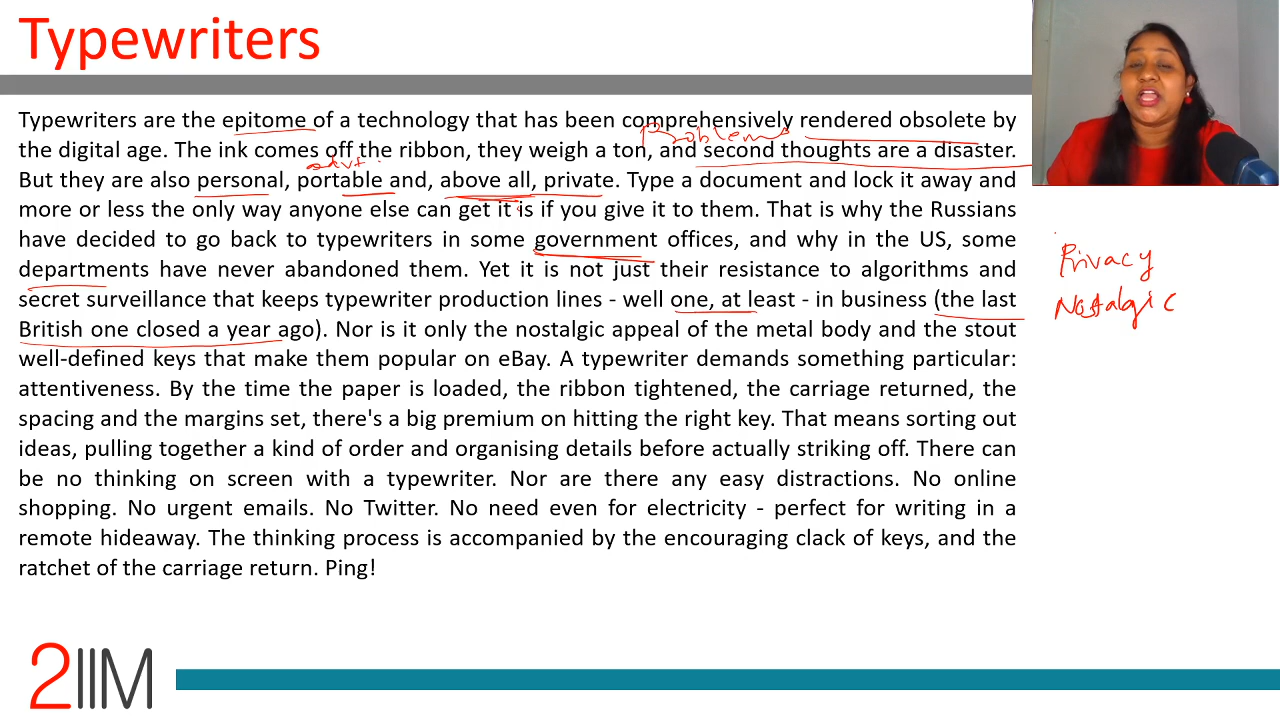 Typewriters
Typewriters are the epitome of a technology that has been comprehensively rendered obsolete by
Problems
the digital age. The ink comes off the ribbon, they weigh a ton, and second thoughts are a disaster.
advt.
But they are also personal, portable and, above all, private. Type a document and lock it away and
more or less the only way anyone else can get it is if you give it to them. That is why the Russians
have decided to go back to typewriters in some government offices, and why in the US, some
departments have never abandoned them. Yet it is not just their resistance to algorithms and
secret surveillance that keeps typewriter production lines - well one, at least - in business (the last
British one closed a year ago). Nor is it only the nostalgic appeal of the metal body and the stout
well-defined keys that make them popular on eBay. A typewriter demands something particular:
attentiveness. By the time the paper is loaded, the ribbon tightened, the carriage returned, the
spacing and the margins set, there's a big premium on hitting the right key. That means sorting out
ideas, pulling together a kind of order and organising details before actually striking off. There can
be no thinking on screen with a typewriter. Nor are there any easy distractions. No online
shopping. No urgent emails. No Twitter. No need even for electricity - perfect for writing in a
remote hideaway. The thinking process is accompanied by the encouraging clack of keys, and the
ratchet of the carriage return. Ping!
Privacy
Nostalgic
2IIM